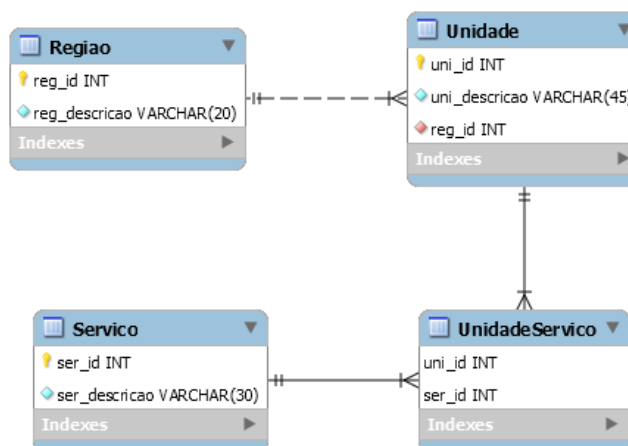 Regiao
reg_id INT
reg_descricao VARCHAR(20)
Indexes
Unidade
uni_id INT
uni_descricao VARCHAR(45)
reg_id INT
Indexes
Servico
ser_id INT
ser_descricao VARCHAR(30)
Indexes
UnidadeServico
uni_id INT
ser_id INT
Indexes